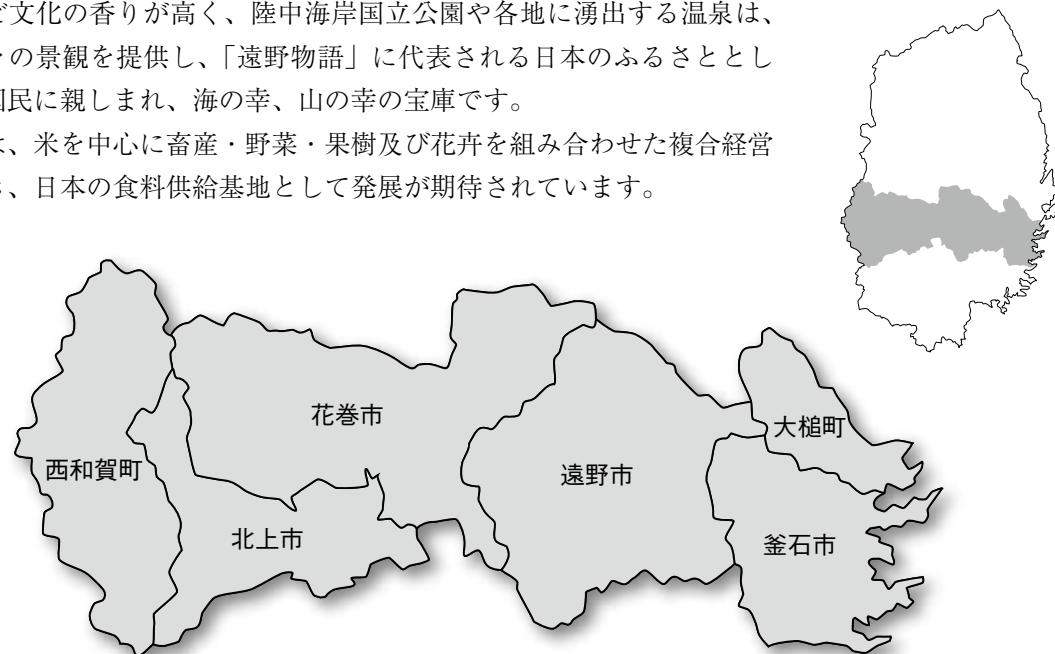 ど文化の香りが高く、陸中海岸国立公園や各地に湧出する温泉は、
の景観を提供し、「遠野物語」に代表される日本のふるさととし
国民に親しまれ、海の幸、山の幸の宝庫です。
は、米を中心に畜産・野菜・果樹及び花卉を組み合わせた複合経営
、日本の食料供給基地として発展が期待されています。
花巻市
大槌町
西和賀町
遠野市
北上市
釜石市